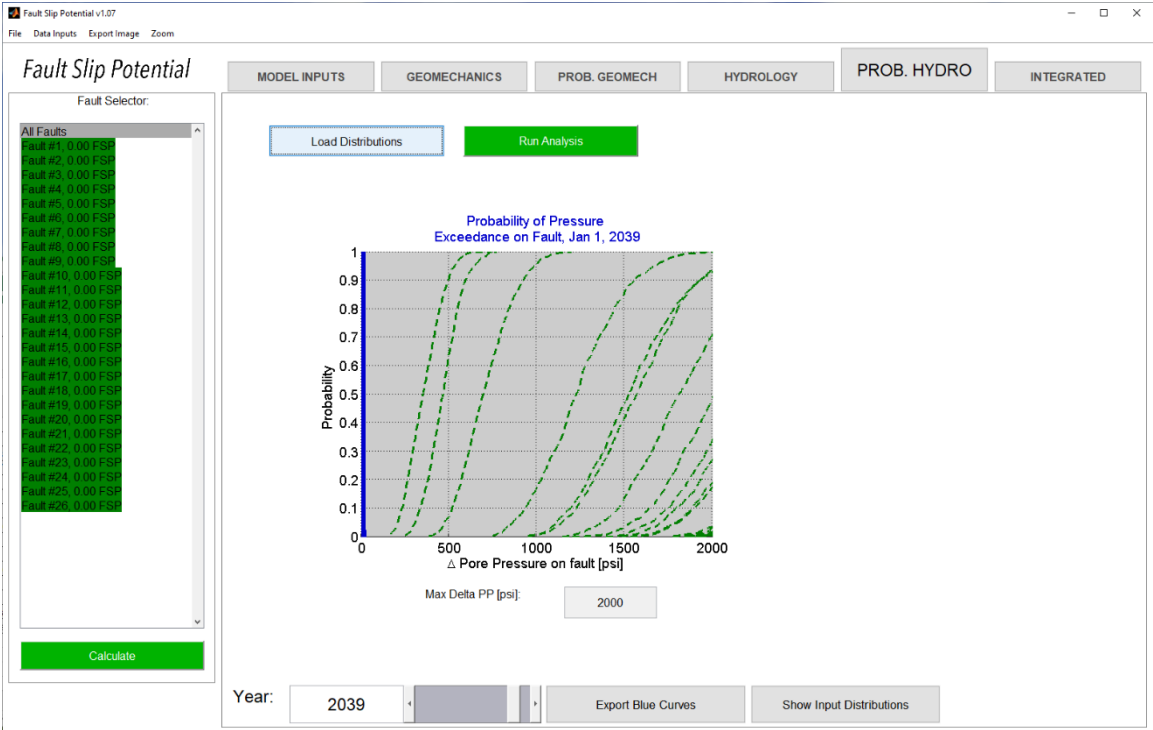 Fault Slip Potential v1.07
File Data Inputs Export Image Zoom
Fault Slip Potential
MODEL INPUTS GEOMECHANICS PROB. GEOMECH HYDROLOGY PROB. HYDRO INTEGRATED
Fault Selector:
All Faults
Fault #1, 0.00 FSP
Fault #2, 0.00 FSP
Fault #3, 0.00 FSP
Fault #4, 0.00 FSP
Fault #5, 0.00 FSP
Fault #6, 0.00 FSP
Fault #7, 0.00 FSP
Fault #8, 0.00 FSP
Fault #9, 0.00 FSP
Fault #10, 0.00 FSP
Fault #11, 0.00 FSP
Fault #12, 0.00 FSP
Fault #13, 0.00 FSP
Fault #14, 0.00 FSP
Fault #15, 0.00 FSP
Fault #16, 0.00 FSP
Fault #17, 0.00 FSP
Fault #18, 0.00 FSP
Fault #19, 0.00 FSP
Fault #20, 0.00 FSP
Fault #21, 0.00 FSP
Fault #22, 0.00 FSP
Fault #23, 0.00 FSP
Fault #24, 0.00 FSP
Fault #25, 0.00 FSP
Fault #26, 0.00 FSP
Calculate
Load Distributions Run Analysis
Probability of Pressure
Exceedance on Fault, Jan 1, 2039
Probability
1
0.9
0.8
0.7
0.6
0.5
0.4
0.3
0.2
0.1
0
0 500 1000 1500 2000
Δ Pore Pressure on fault [psi]
Max Delta PP [psi]: 2000
Year: 2039 Export Blue Curves Show Input Distributions